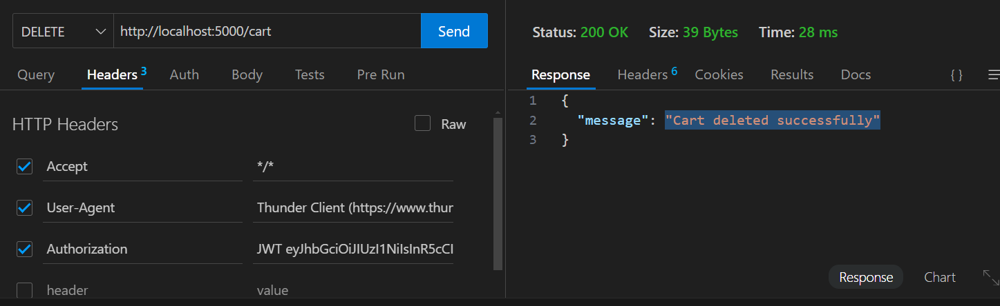 DELETE http://localhost:5000/cart Send
Query Headers 3 Auth Body Tests Pre Run
HTTP Headers Raw
Accept */*
User-Agent Thunder Client (https://www.thun
Authorization JWT eyJhbGciOiJIUzI1NiIsInR5cCI
header value
Status: 200 OK Size: 39 Bytes Time: 28 ms
Response Headers 6 Cookies Results Docs { }
1 {
2 "message": "Cart deleted successfully"
3 }
Response Chart